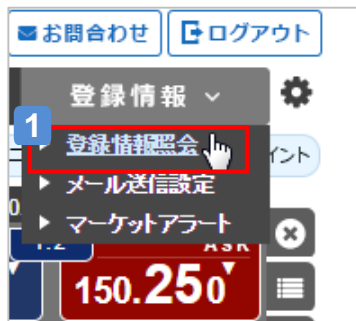 お問合わせ ログアウト
登録情報
1
登録情報照会
イント
メール送信設定
マーケットアラート
1.2 ASK
150.250